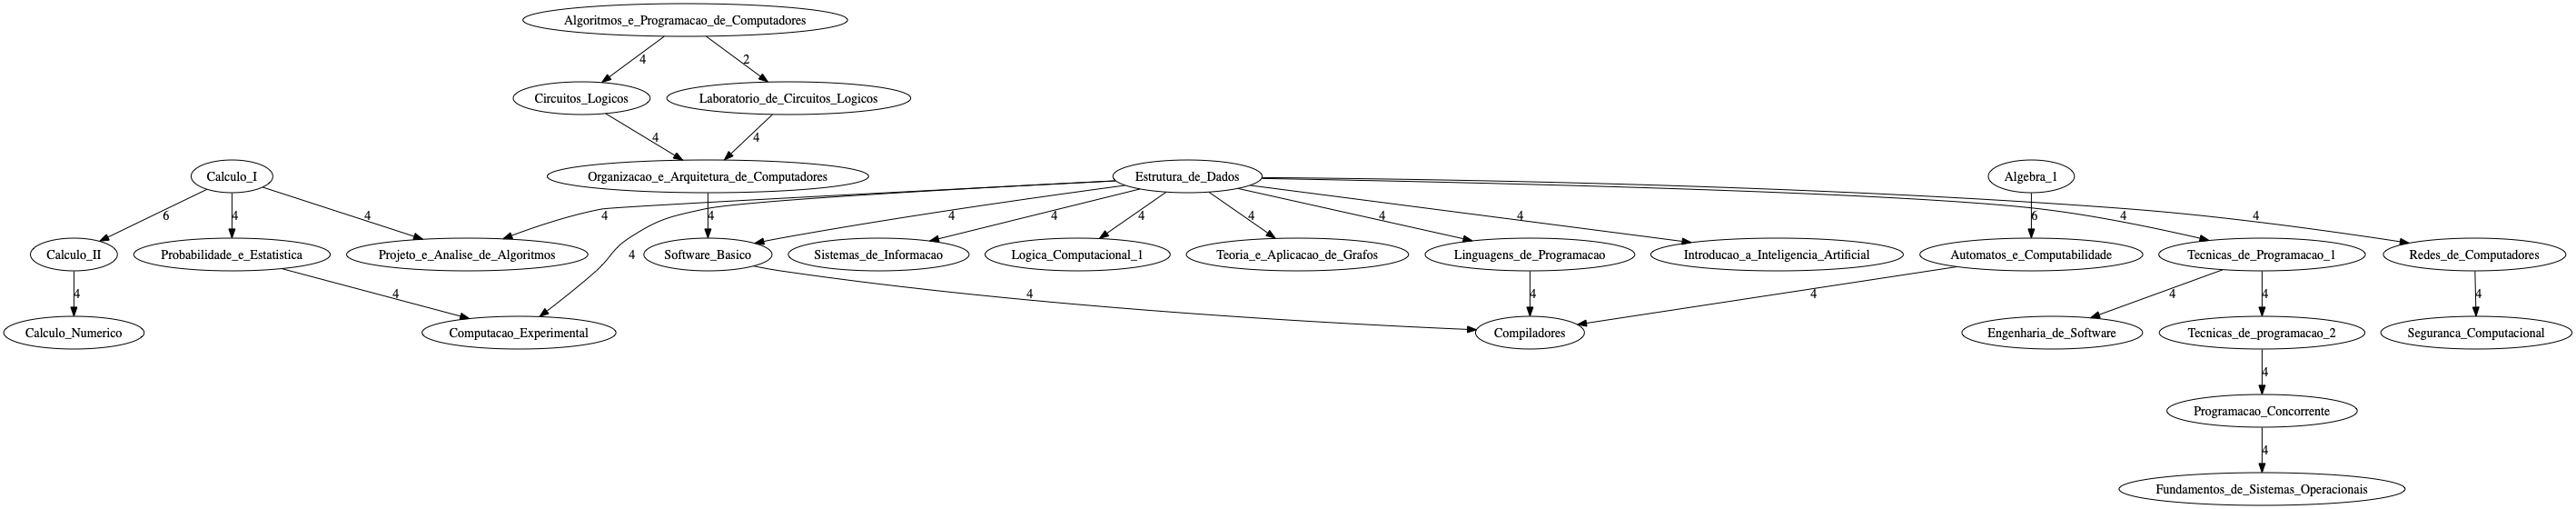 Algoritmos_e_Programacao_de_Computadores
4
2
Circuitos_Logicos
Laboratorio_de_Circuitos_Logicos
4
4
Calculo_I
Organizacao_e_Arquitetura_de_Computadores
Estrutura_de_Dados
Algebra_1
6
4
4
4
4
4
4
4
4
4
4
6
4
4
Calculo_II
Probabilidade_e_Estatistica
Projeto_e_Analise_de_Algoritmos
4
Software_Basico
Sistemas_de_Informacao
Logica_Computacional_1
Teoria_e_Aplicacao_de_Grafos
Linguagens_de_Programacao
Introducao_a_Inteligencia_Artificial
Automatos_e_Computabilidade
Tecnicas_de_Programacao_1
Redes_de_Computadores
4
4
4
4
4
4
4
4
Calculo_Numerico
Computacao_Experimental
Compiladores
Engenharia_de_Software
Tecnicas_de_programacao_2
Seguranca_Computacional
4
Programacao_Concorrente
4
Fundamentos_de_Sistemas_Operacionais